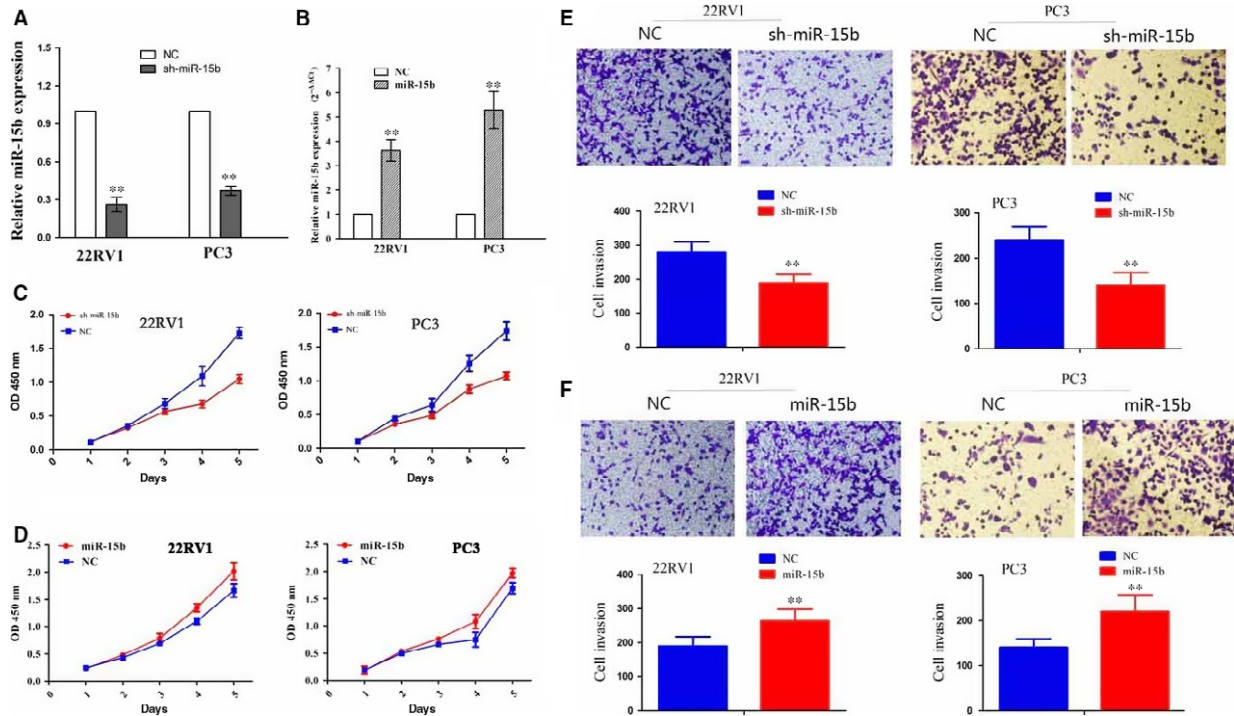 A
NC
sh-miR-15b
Relative miR-15b expression
1.5
1.2
0.9
0.6
0.3
0.0
**
**
22RV1
PC3
B
NC
miR-15b
Relative miR-15b expression (2^-ΔΔCt)
8
7
6
5
4
3
2
1
0
**
**
22RV1
PC3
C
sh-miR-15b
NC
22RV1
OD 450 nm
2.0
1.5
1.0
0.5
0.0
0 1 2 3 4 5
Days
sh-miR-15b
NC
PC3
OD 450 nm
2.0
1.5
1.0
0.5
0.0
0 1 2 3 4 5
Days
D
miR-15b
NC
22RV1
OD 450 nm
2.5
2.0
1.5
1.0
0.5
0.0
0 1 2 3 4 5
Days
miR-15b
NC
PC3
OD 450 nm
2.5
2.0
1.5
1.0
0.5
0.0
0 1 2 3 4 5
Days
E
22RV1
NC sh-miR-15b
PC3
NC sh-miR-15b
22RV1
NC
sh-miR-15b
Cell invasion
400
300
200
100
0
**
PC3
NC
sh-miR-15b
Cell invasion
300
200
100
0
**
F
22RV1
NC miR-15b
PC3
NC miR-15b
22RV1
NC
miR-15b
Cell invasion
400
300
200
100
0
**
PC3
NC
miR-15b
Cell invasion
300
200
100
0
**